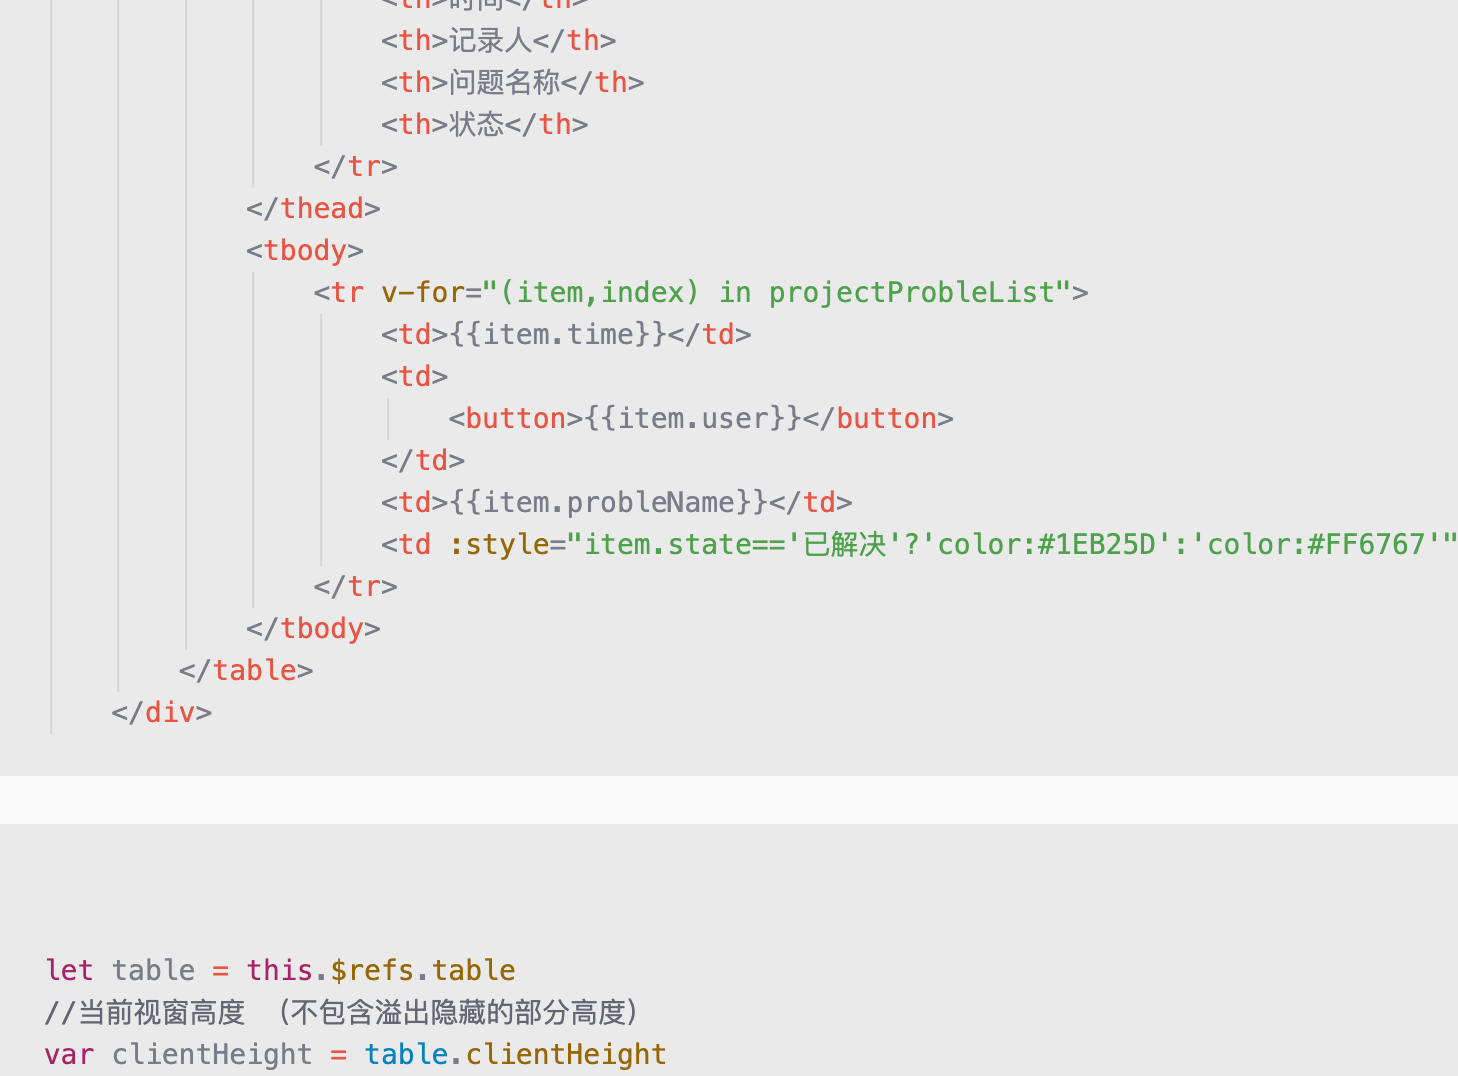 <th>时间</th>
<th>记录人</th>
<th>问题名称</th>
<th>状态</th>
</tr>
</thead>
<tbody>
<tr v-for="(item,index) in projectProbleList">
<td>{{item.time}}</td>
<td>
<button>{{item.user}}</button>
</td>
<td>{{item.probleName}}</td>
<td :style="item.state=='已解决'?'color:#1EB25D':'color:#FF6767'"
</tr>
</tbody>
</table>
</div>
let table = this.$refs.table
//当前视窗高度 （不包含溢出隐藏的部分高度）
var clientHeight = table.clientHeight